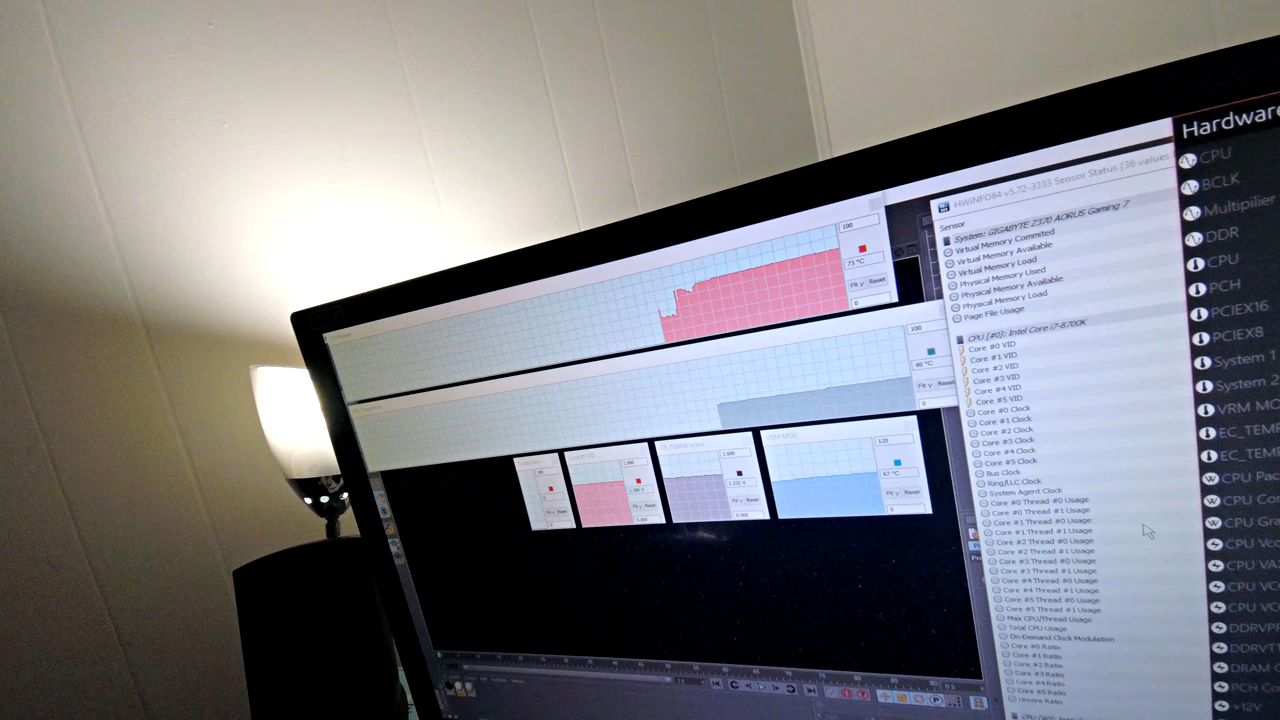 100
73 °C
Fit y Reset
0
100
40 °C
Fit y Reset
0
2.000
Fit y Reset
0.000
2.000
1.332 V
Fit y Reset
0.000
VRM MOS
120
67 °C
Fit y Reset
0
HWiNFO64 v5.72-3333 Sensor Status [36 values
Sensor
System: GIGABYTE Z370 AORUS Gaming 7
Virtual Memory Commited
Virtual Memory Available
Virtual Memory Load
Physical Memory Used
Physical Memory Available
Physical Memory Load
Page File Usage
CPU [#0]: Intel Core i7-8700K
Core #0 VID
Core #1 VID
Core #2 VID
Core #3 VID
Core #4 VID
Core #5 VID
Core #0 Clock
Core #1 Clock
Core #2 Clock
Core #3 Clock
Core #4 Clock
Core #5 Clock
Bus Clock
Ring/LLC Clock
System Agent Clock
Core #0 Thread #0 Usage
Core #0 Thread #1 Usage
Core #1 Thread #0 Usage
Core #1 Thread #1 Usage
Core #2 Thread #0 Usage
Core #2 Thread #1 Usage
Core #3 Thread #0 Usage
Core #3 Thread #1 Usage
Core #4 Thread #0 Usage
Core #4 Thread #1 Usage
Core #5 Thread #0 Usage
Core #5 Thread #1 Usage
Max CPU/Thread Usage
Total CPU Usage
On-Demand Clock Modulation
Core #0 Ratio
Core #1 Ratio
Core #2 Ratio
Core #3 Ratio
Core #4 Ratio
Core #5 Ratio
Uncore Ratio
Hardware
CPU
BCLK
Multiplier
DDR
CPU
PCH
PCIEX16
PCIEX8
System 1
System 2
VRM MO
EC_TEMP
EC_TEMP
CPU Pac
CPU Co
CPU Gra
CPU Vco
CPU VA
CPU VC
CPU VC
DDRVPP
DDRVTT
DRAM C
PCH Co
+12V